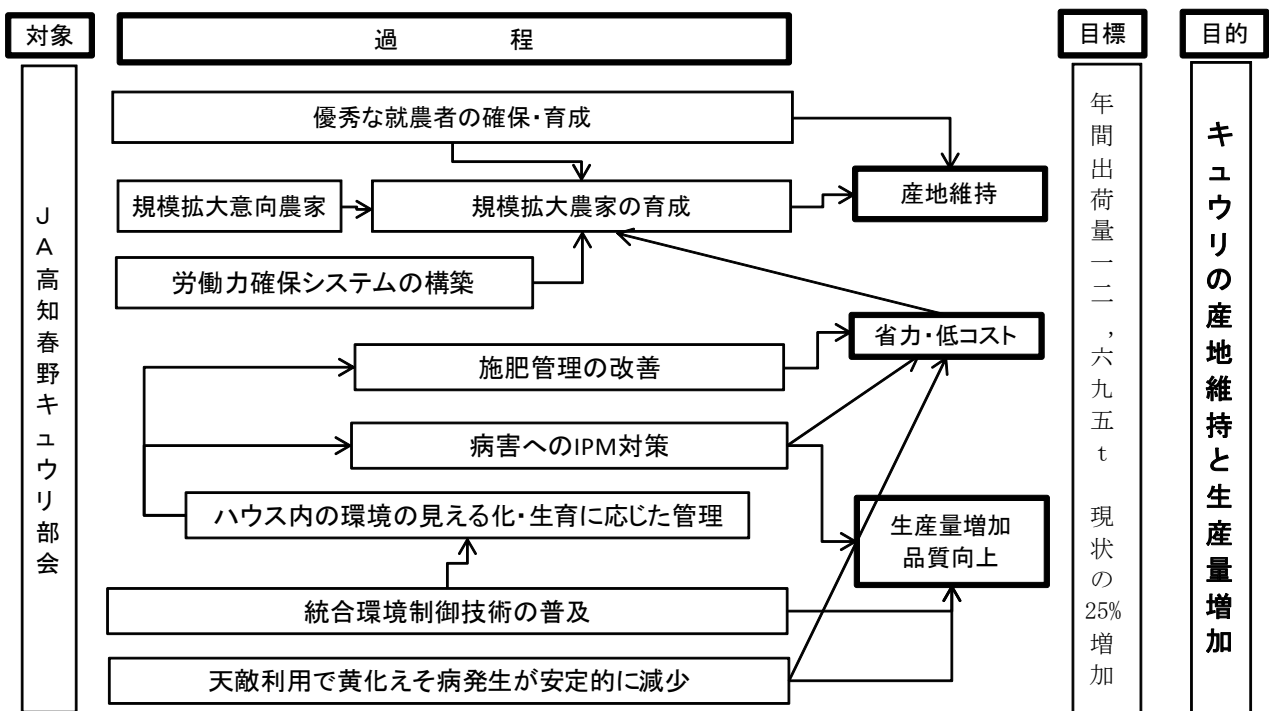 対象
過　程
目標
目的
JA高知春野キュウリ部会
優秀な就農者の確保・育成
規模拡大意向農家
規模拡大農家の育成
労働力確保システムの構築
施肥管理の改善
病害へのIPM対策
ハウス内の環境の見える化・生育に応じた管理
統合環境制御技術の普及
天敵利用で黄化えそ病発生が安定的に減少
産地維持
省力・低コスト
生産量増加
品質向上
年間出荷量一二,六九五t 現状の25%増加
キュウリの産地維持と生産量増加